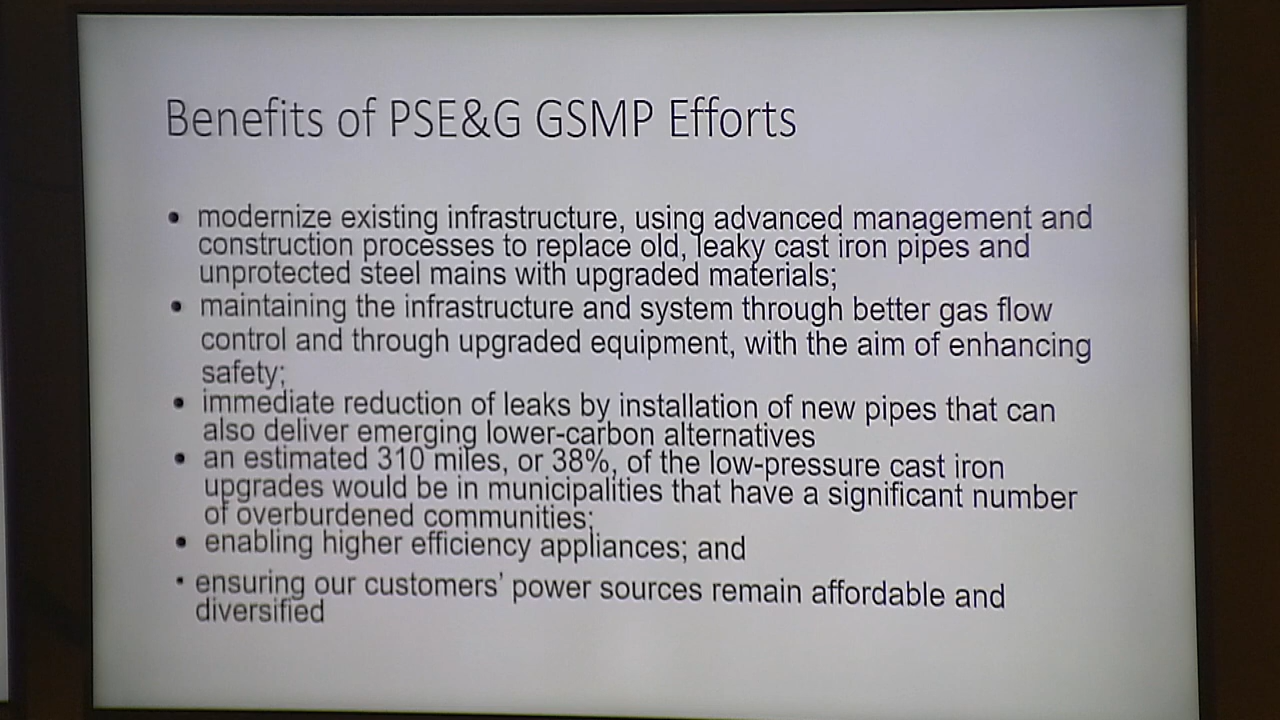 Benefits of PSE&G GSMP Efforts
• modernize existing infrastructure, using advanced management and
construction processes to replace old, leaky cast iron pipes and
unprotected steel mains with upgraded materials;
• maintaining the infrastructure and system through better gas flow
control and through upgraded equipment, with the aim of enhancing
safety;
• immediate reduction of leaks by installation of new pipes that can
also deliver emerging lower-carbon alternatives
• an estimated 310 miles, or 38%, of the low-pressure cast iron
upgrades would be in municipalities that have a significant number
of overburdened communities;
• enabling higher efficiency appliances; and
• ensuring our customers' power sources remain affordable and
diversified